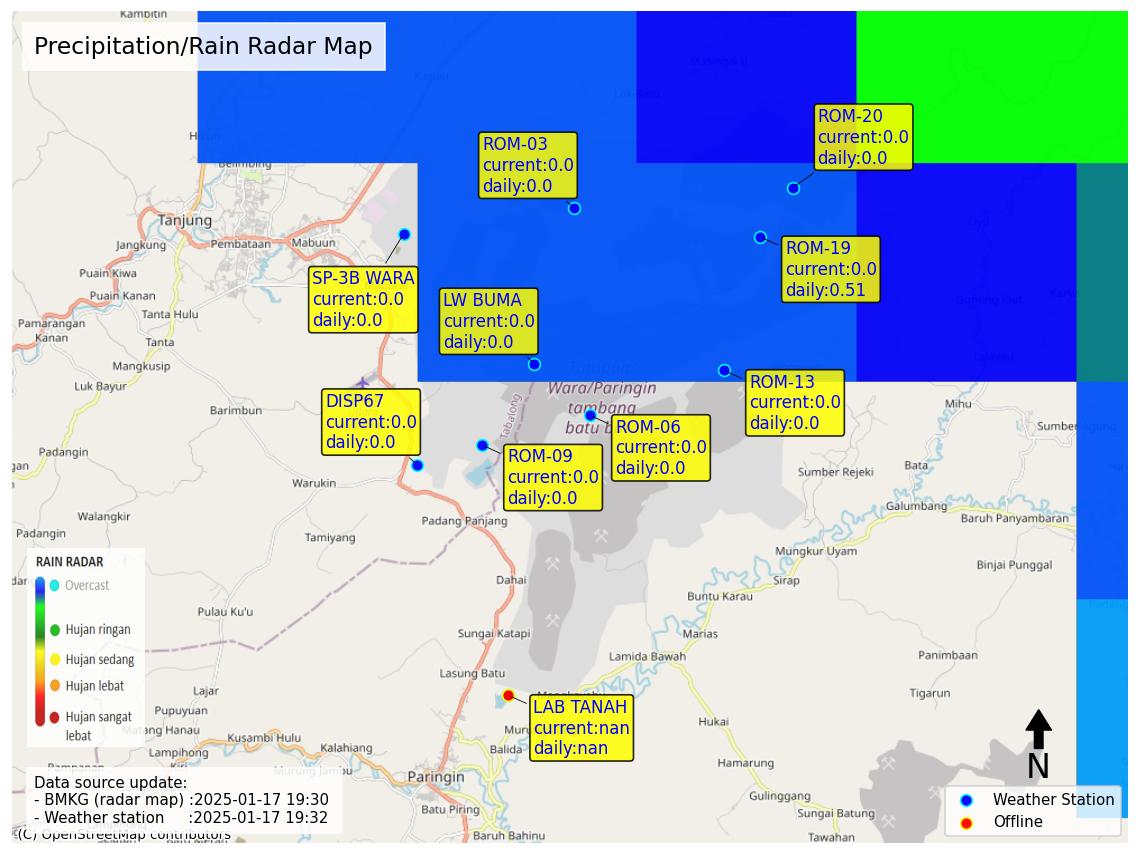 Kambitin
Precipitation/Rain Radar Map
Kapuju
Lok Batu
ROM-20
current:0.0
daily:0.0
ROM-03
current:0.0
daily:0.0
Belimbing
Tanjung
Jangkung
Pembataan
Mabuun
ROM-19
current:0.0
daily:0.51
Puain Kiwa
Puain Kanan
SP-3B WARA
current:0.0
daily:0.0
LW BUMA
current:0.0
daily:0.0
Gunung Riut
Tanta Hulu
Pamarangan
Kanan
Tanta
Mangkusip
Tutupan
Wara/Paringin
tambang
batu b
ROM-13
current:0.0
daily:0.0
Luk Bayur
Barimbun
Mihu
DISP67
current:0.0
daily:0.0
Tabalong
ROM-06
current:0.0
daily:0.0
Sumber Agung
Padangin
ROM-09
current:0.0
daily:0.0
Sumber Rejeki
Bata
Warukin
Galumbang
Baruh Panyambaran
Walangkir
Padang Panjang
Padangin
Tamiyang
Mungkur Uyam
Binjai Punggal
RAIN RADAR
Overcast
Hujan ringan
Hujan sedang
Hujan lebat
Hujan sangat
lebat
Dahai
Sirap
Buntu Karau
Pulau Ku'u
Sungai Katapi
Marias
Lamida Bawah
Panimbaan
Lasung Batu
Lajar
Tigarun
LAB TANAH
current:nan
daily:nan
Pupuyuan
Matang Hanau
Kusambi Hulu
Hukai
Lampihong
Kalahiang
Balida
Hamarung
N
Murung Jambu
Paringin
Data source update:
- BMKG (radar map) :2025-01-17 19:30
- Weather station :2025-01-17 19:32
Gulinggang
Batu Piring
Sungai Batung
Weather Station
Offline
(C) OpenStreetMap contributors
Baruh Bahinu
Tawahan